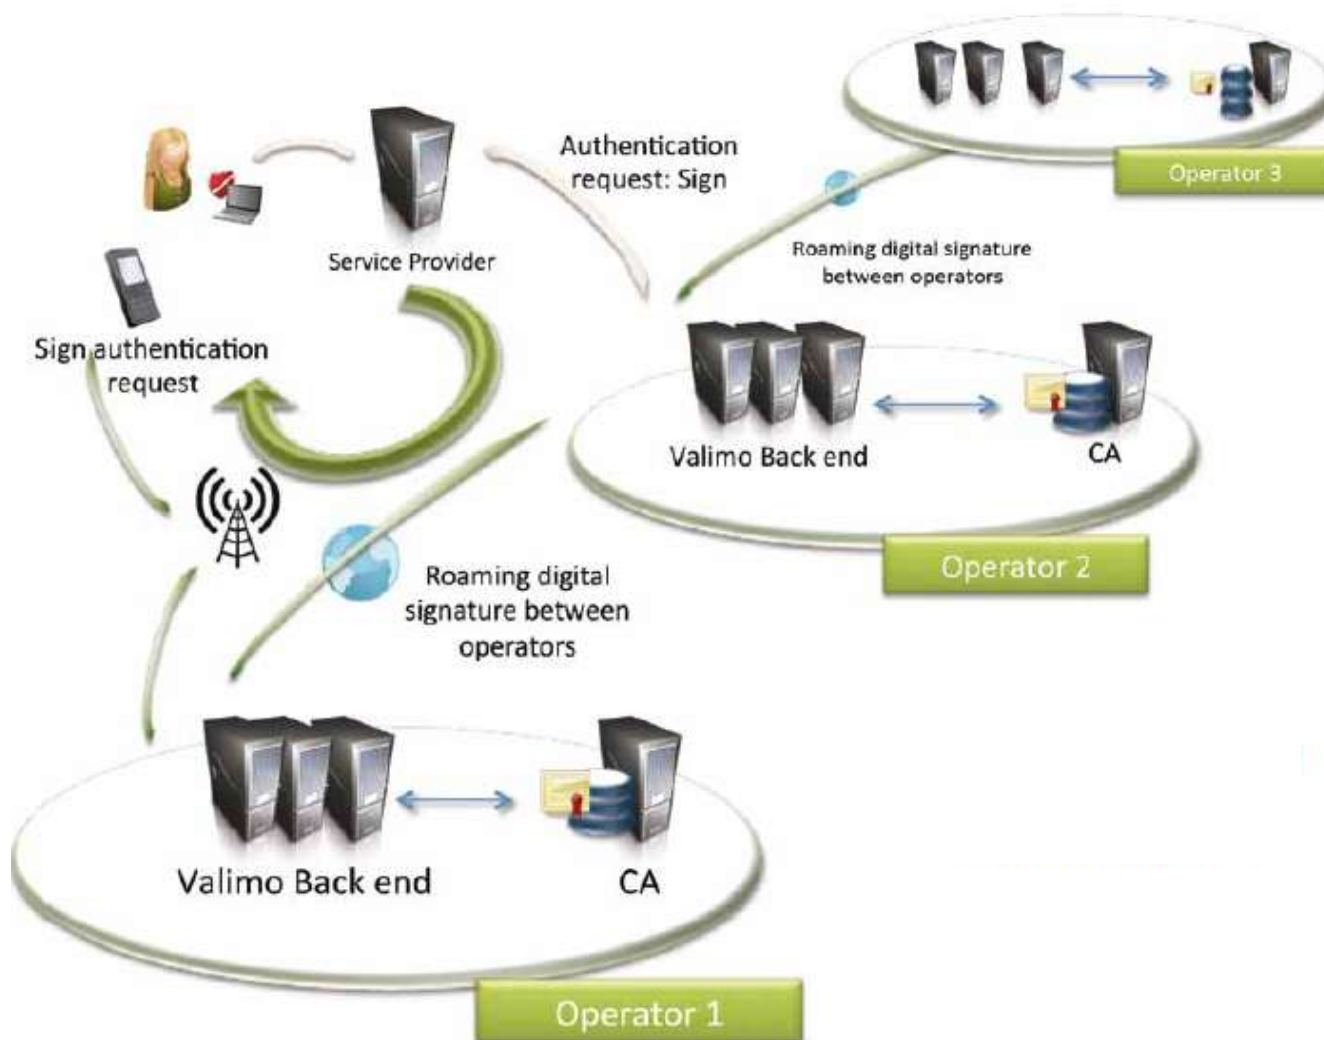 Authentication
request: Sign
Operator 3
Service Provider
Roaming digital signature
between operators
Sign authentication
request
Valimo Back end
CA
Operator 2
Roaming digital
signature between
operators
Valimo Back end
CA
Operator 1